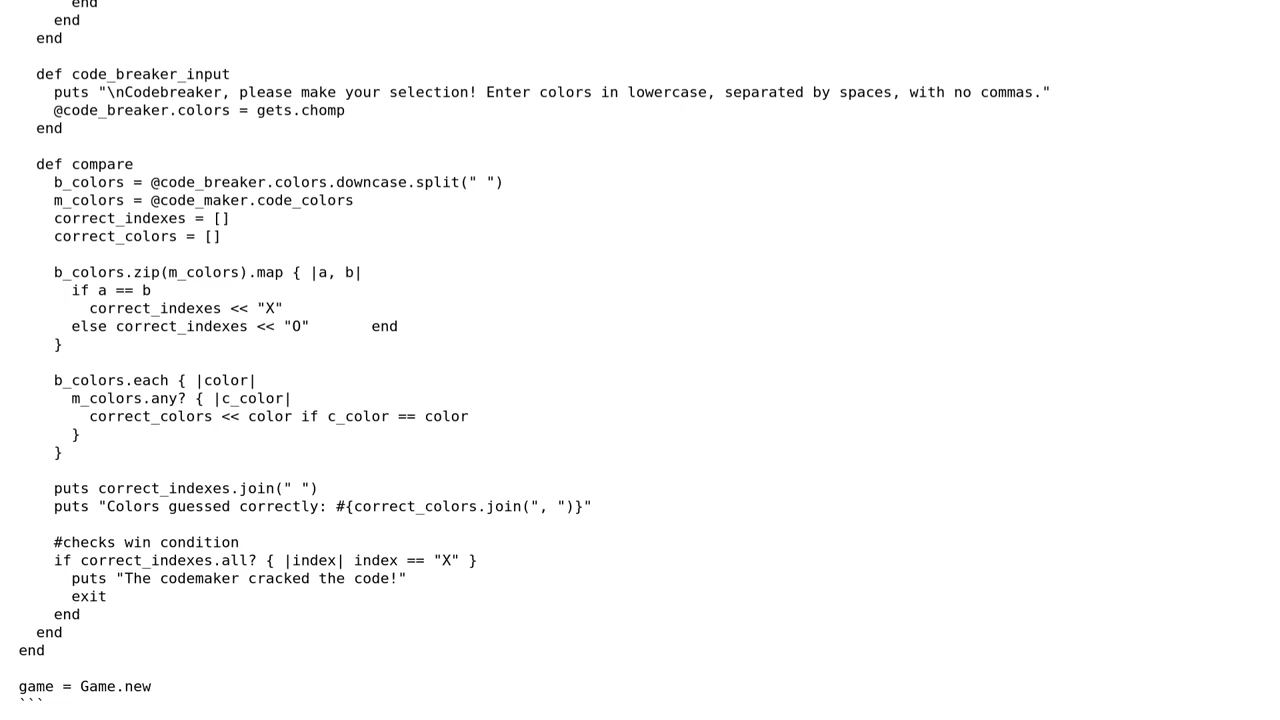 end
    end
  end

  def code_breaker_input
    puts "\nCodebreaker, please make your selection! Enter colors in lowercase, separated by spaces, with no commas."
    @code_breaker.colors = gets.chomp
  end

  def compare
    b_colors = @code_breaker.colors.downcase.split(" ")
    m_colors = @code_maker.code_colors
    correct_indexes = []
    correct_colors = []

    b_colors.zip(m_colors).map { |a, b|
      if a == b
        correct_indexes << "X"
      else correct_indexes << "O"       end
    }

    b_colors.each { |color|
      m_colors.any? { |c_color|
        correct_colors << color if c_color == color
      }
    }

    puts correct_indexes.join(" ")
    puts "Colors guessed correctly: #{correct_colors.join(", ")}"

    #checks win condition
    if correct_indexes.all? { |index| index == "X" }
      puts "The codemaker cracked the code!"
      exit
    end
  end
end

game = Game.new
```